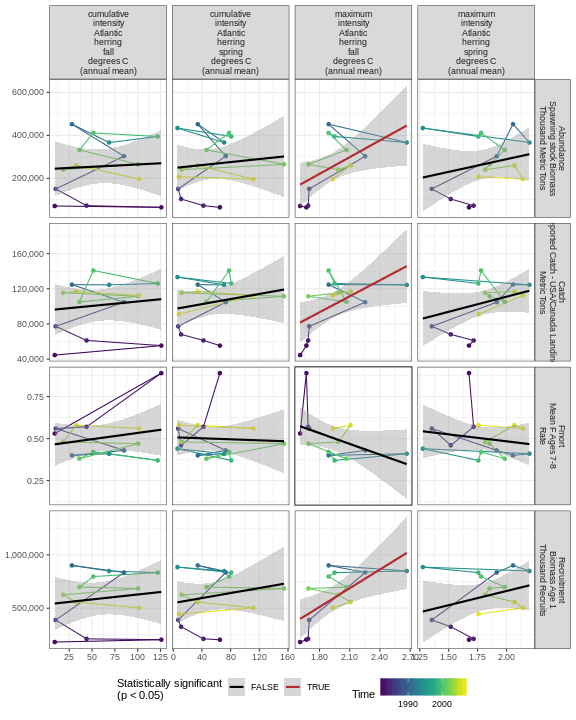 cumulative
intensity
Atlantic
herring
fall
degrees C
(annual mean)
cumulative
intensity
Atlantic
herring
spring
degrees C
(annual mean)
maximum
intensity
Atlantic
herring
fall
degrees C
(annual mean)
maximum
intensity
Atlantic
herring
spring
degrees C
(annual mean)
600,000
400,000
200,000
Abundance
Spawning stock Biomass
Thousand Metric Tons
160,000
120,000
80,000
40,000
Catch
ported Catch - USA/Canada Landin
Metric Tons
0.75
0.50
0.25
Fmort
Mean F Ages 7-8
Rate
1,000,000
500,000
Recruitment
Biomass Age 1
Thousand Recruits
25 50 75 100 125
0 40 80 120 160
1.80 2.10 2.40
1.50 1.75 2.00
Statistically significant
(p < 0.05)
FALSE
TRUE
Time
1990 2000